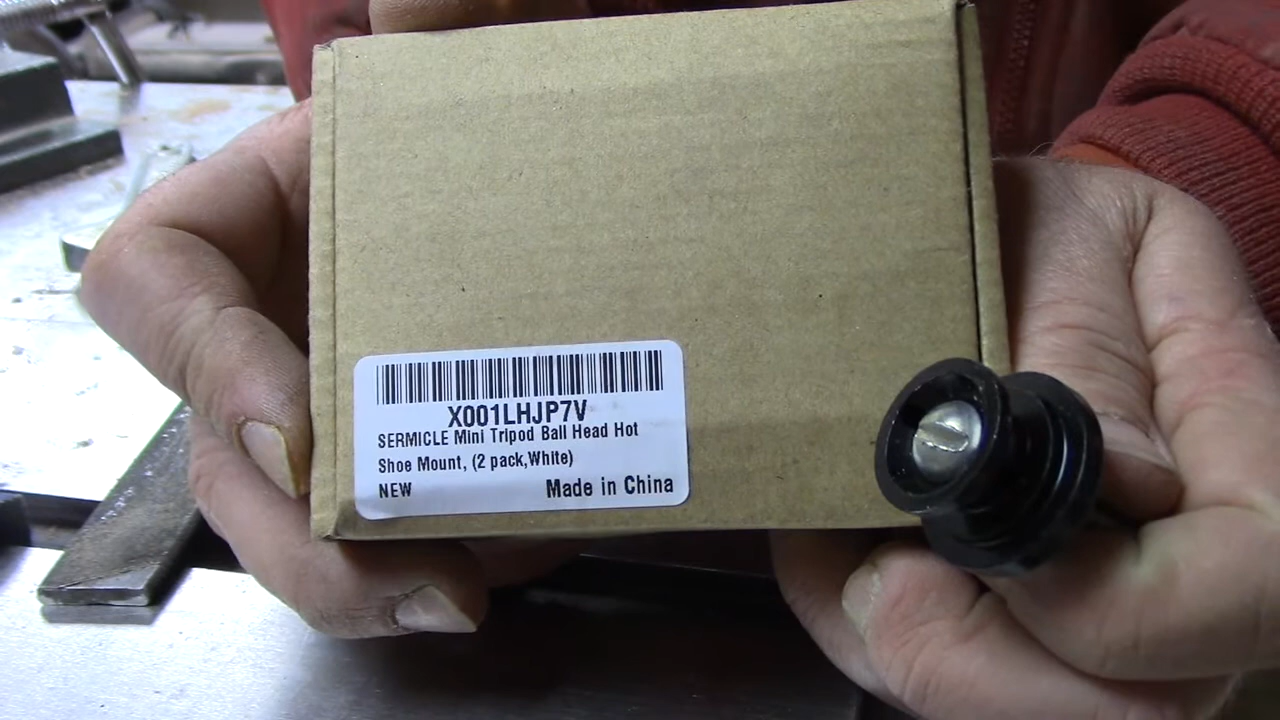 X001LHJP7V
SERMICLE Mini Tripod Ball Head Hot
Shoe Mount, (2 pack,White)
NEW Made in China